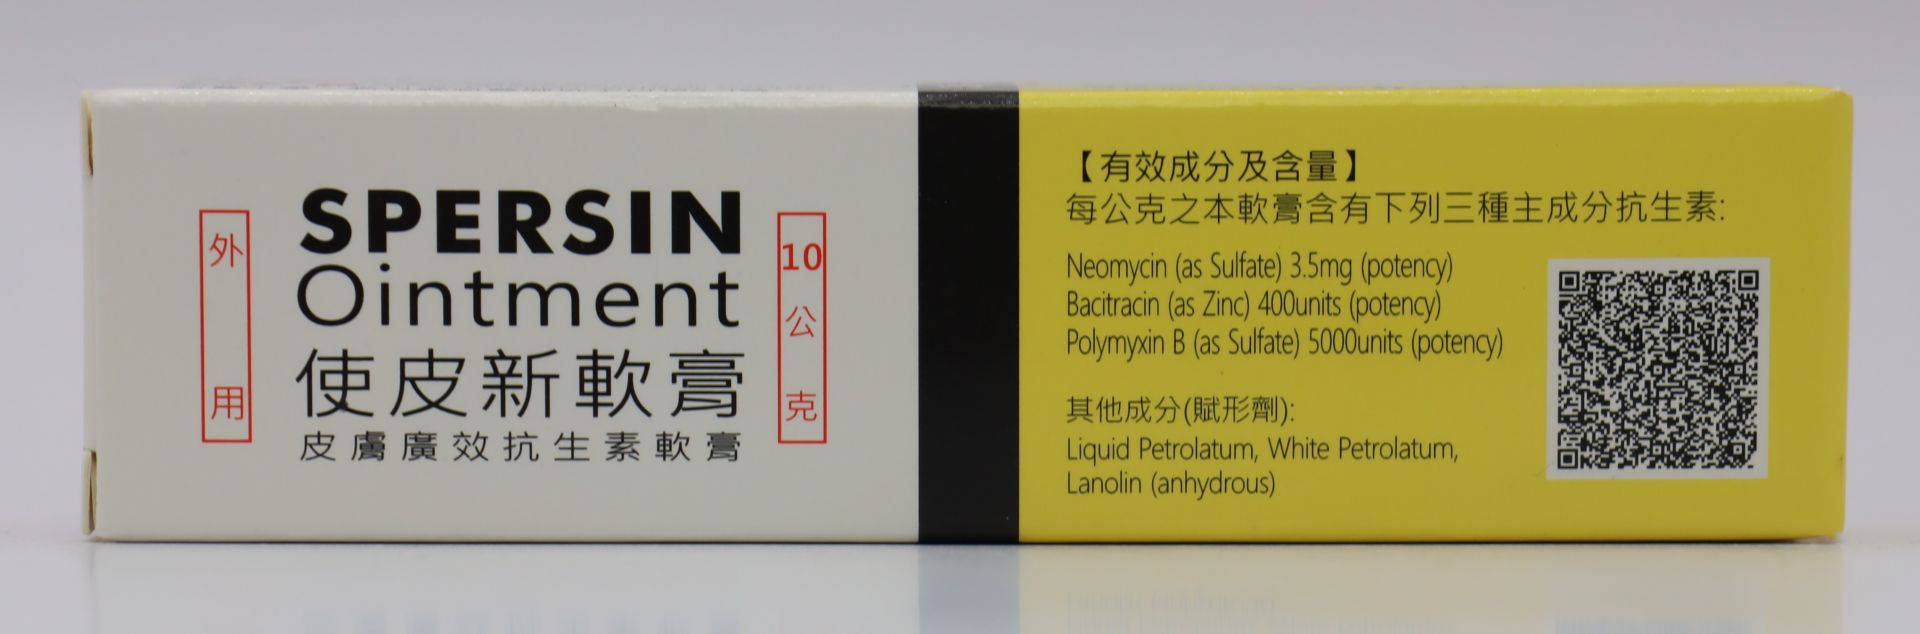 外用
SPERSIN
Ointment
使皮新軟膏
皮膚廣效抗生素軟膏
10公克
【有效成分及含量】
每公克之本軟膏含有下列三種主成分抗生素:
Neomycin (as Sulfate) 3.5mg (potency)
Bacitracin (as Zinc) 400units (potency)
Polymyxin B (as Sulfate) 5000units (potency)
其他成分(賦形劑):
Liquid Petrolatum, White Petrolatum,
Lanolin (anhydrous)